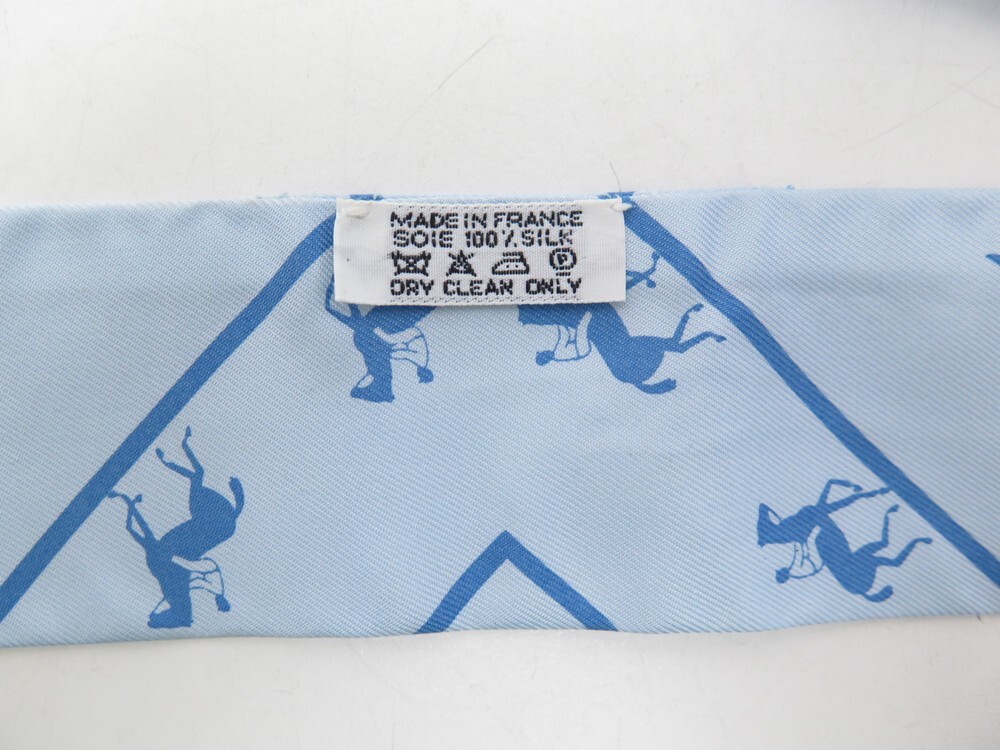 MADE IN FRANCE
SOIE 100% SILK
P
DRY CLEAN ONLY